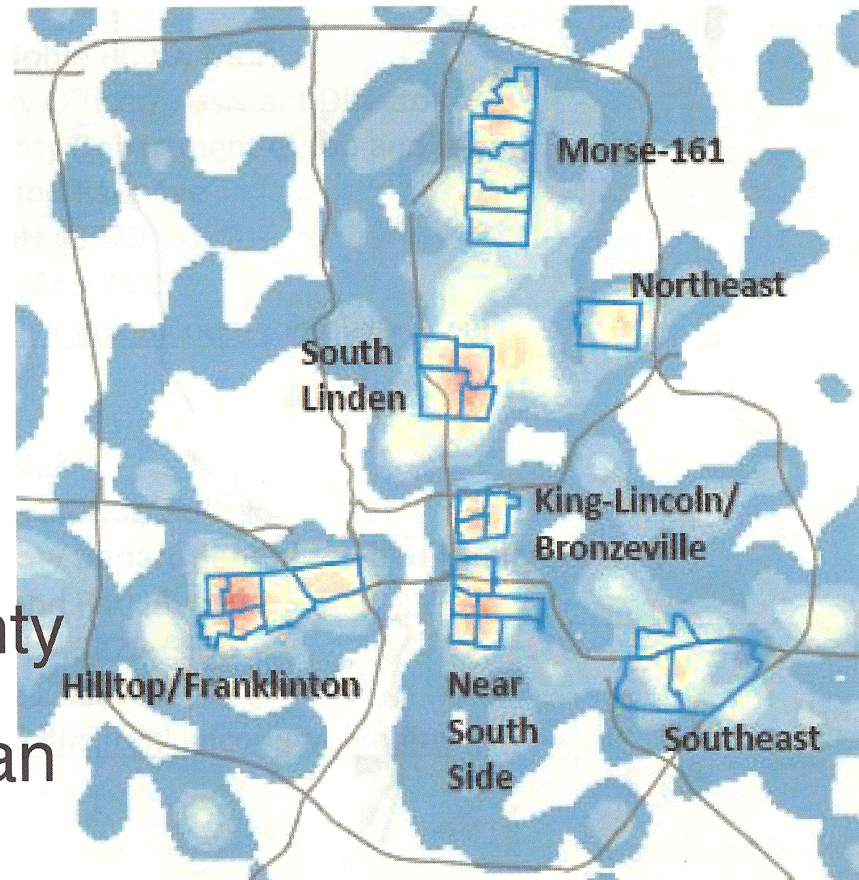 Morse-161
Northeast
South
Linden
King-Lincoln/
Bronzeville
nty
Hilltop/Franklinton
an
Near
South
Side
Southeast